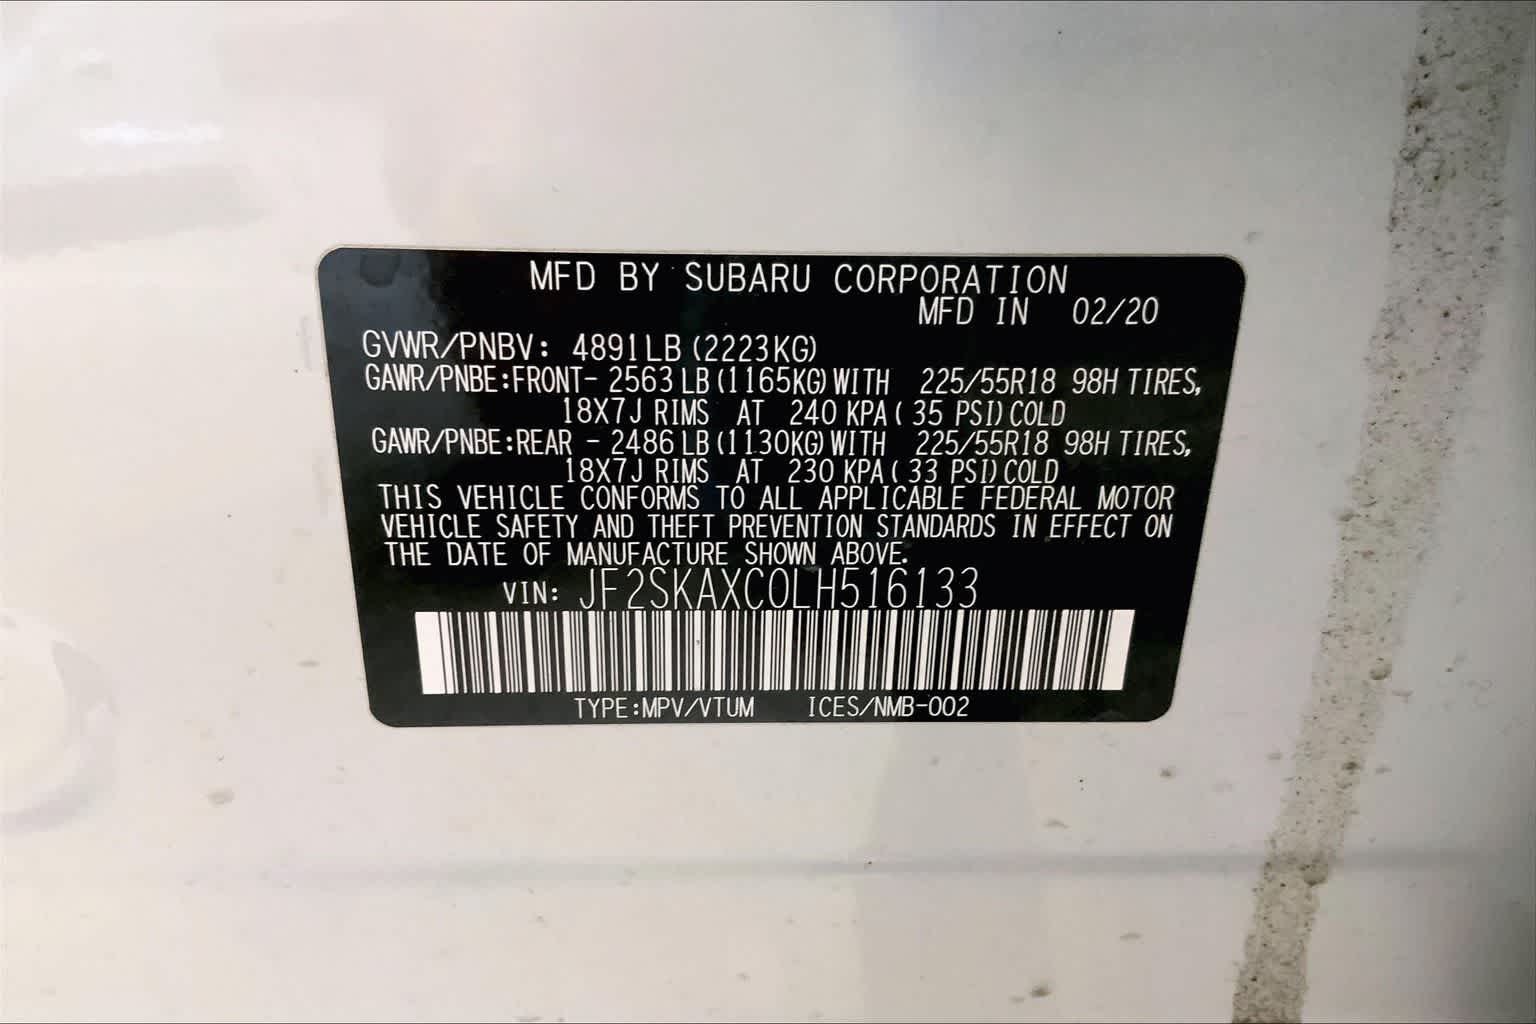 MFD BY SUBARU CORPORATION
MFD IN 02/20
GVWR/PNBV: 4891LB (2223KG)
GAWR/PNBE:FRONT- 2563 LB (1165KG) WITH 225/55R18 98H TIRES,
18X7J RIMS AT 240 KPA ( 35 PSI) COLD
GAWR/PNBE:REAR - 2486 LB (1130KG) WITH 225/55R18 98H TIRES,
18X7J RIMS AT 230 KPA ( 33 PSI) COLD
THIS VEHICLE CONFORMS TO ALL APPLICABLE FEDERAL MOTOR
VEHICLE SAFETY AND THEFT PREVENTION STANDARDS IN EFFECT ON
THE DATE OF MANUFACTURE SHOWN ABOVE.
VIN: JF2SKAXC0LH516133
TYPE:MPV/VTUM ICES/NMB-002